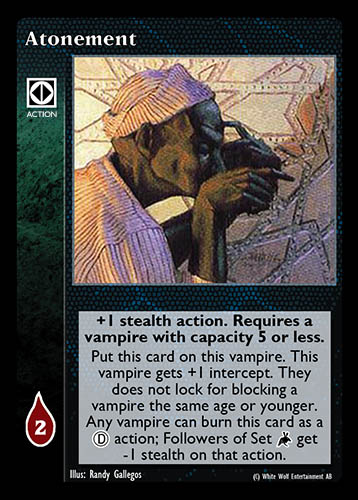 Atonement
ACTION
+1 stealth action. Requires a
vampire with capacity 5 or less.
Put this card on this vampire. This
vampire gets +1 intercept. They
does not lock for blocking a
vampire the same age or younger.
Any vampire can burn this card as a
Ⓓ action; Followers of Set get
-1 stealth on that action.
2
Illus: Randy Gallegos
(C) White Wolf Entertainment AB